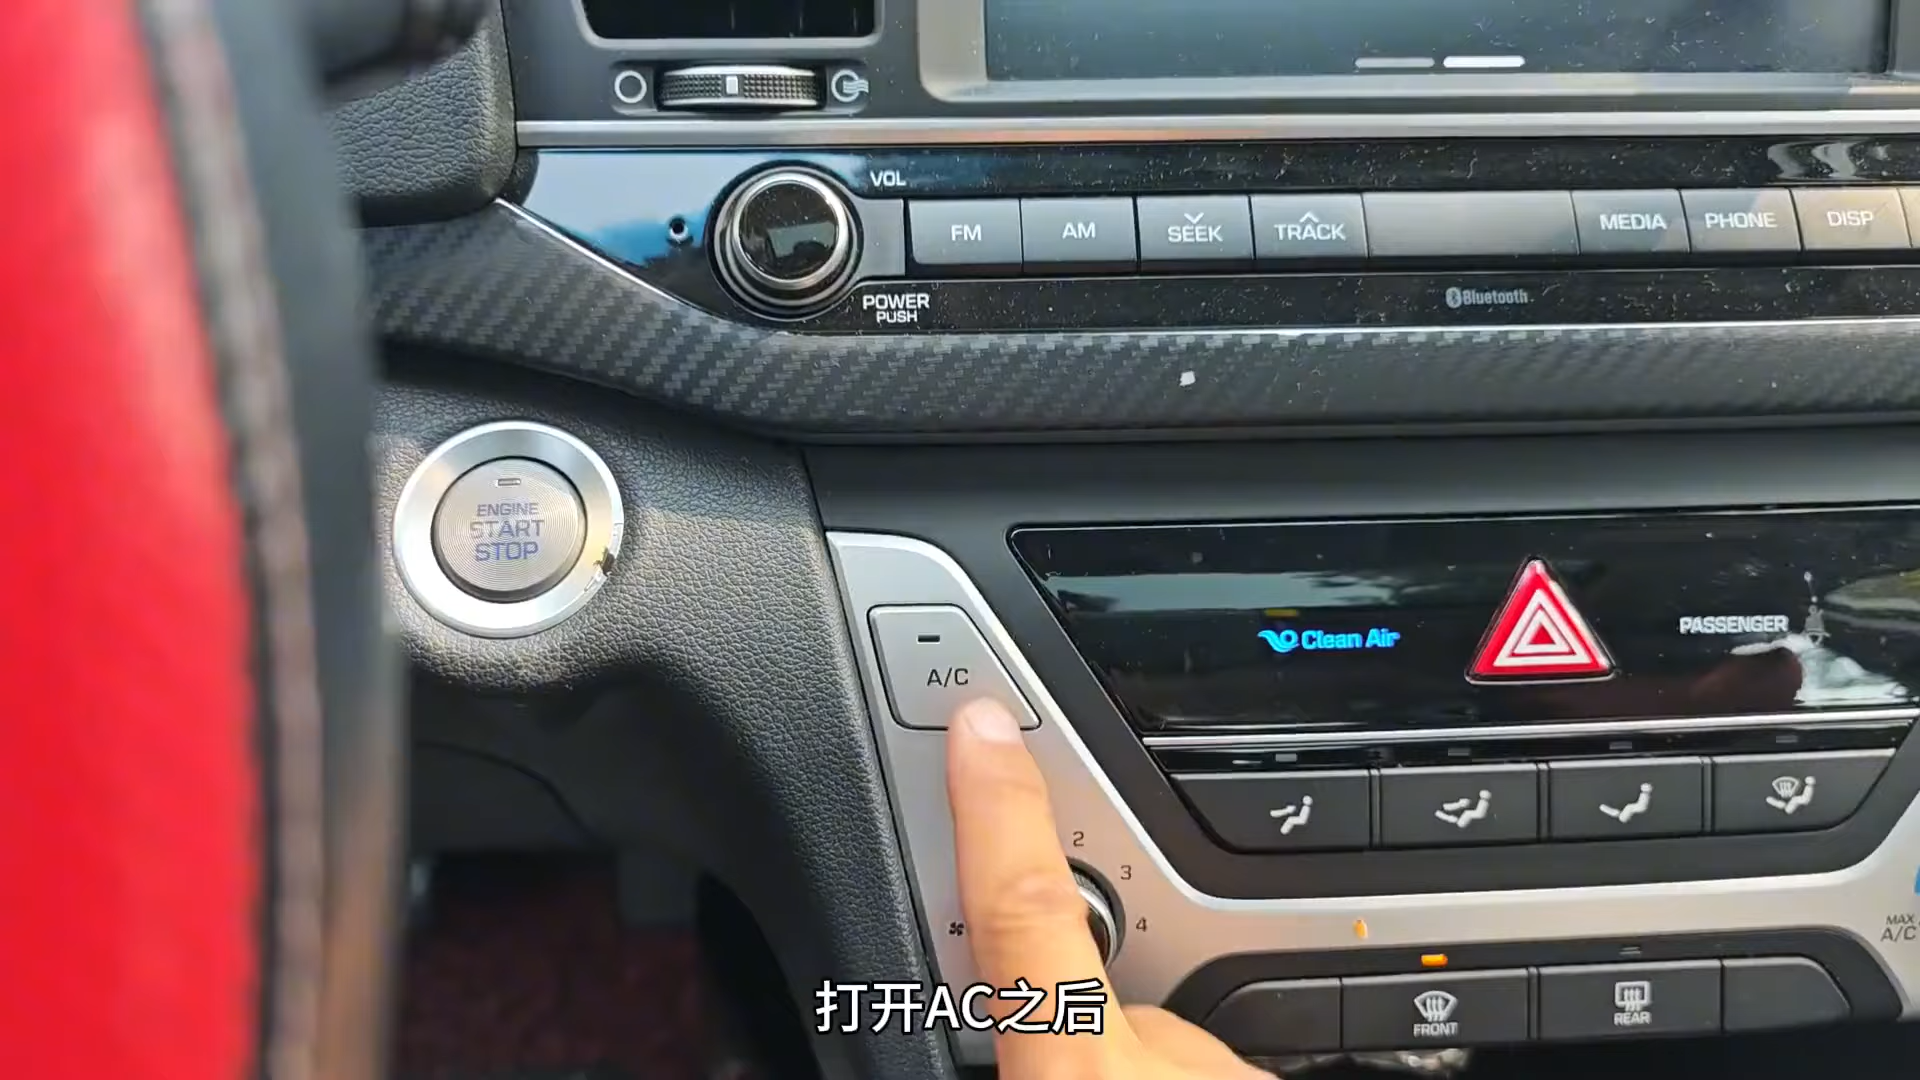 VOL
FM
AM
SEEK
TRACK
MEDIA
PHONE
DISP
POWER
PUSH
Bluetooth
ENGINE
START
STOP
A/C
Clean Air
PASSENGER
2
3
4
MAX
A/C
FRONT
REAR
打开AC之后